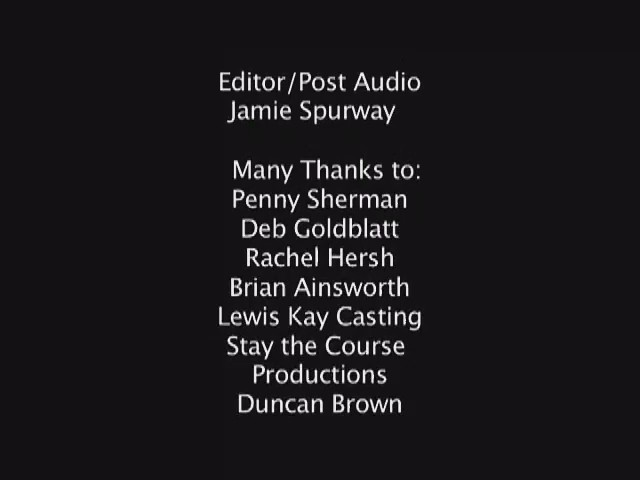 Editor/Post Audio
Jamie Spurway
Many Thanks to:
Penny Sherman
Deb Goldblatt
Rachel Hersh
Brian Ainsworth
Lewis Kay Casting
Stay the Course
Productions
Duncan Brown